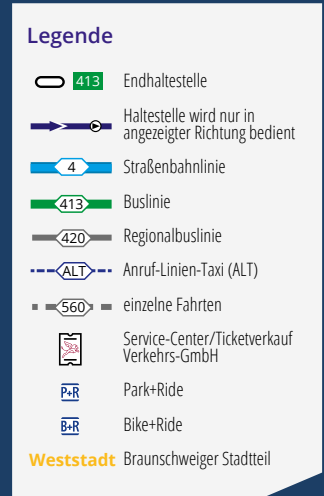 Legende
413 Endhaltestelle
Haltestelle wird nur in
angezeigter Richtung bedient
4 Straßenbahnlinie
413 Buslinie
420 Regionalbuslinie
ALT Anruf-Linien-Taxi (ALT)
560 einzelne Fahrten
Service-Center/Ticketverkauf
Verkehrs-GmbH
P+R Park+Ride
B+R Bike+Ride
Weststadt Braunschweiger Stadtteil